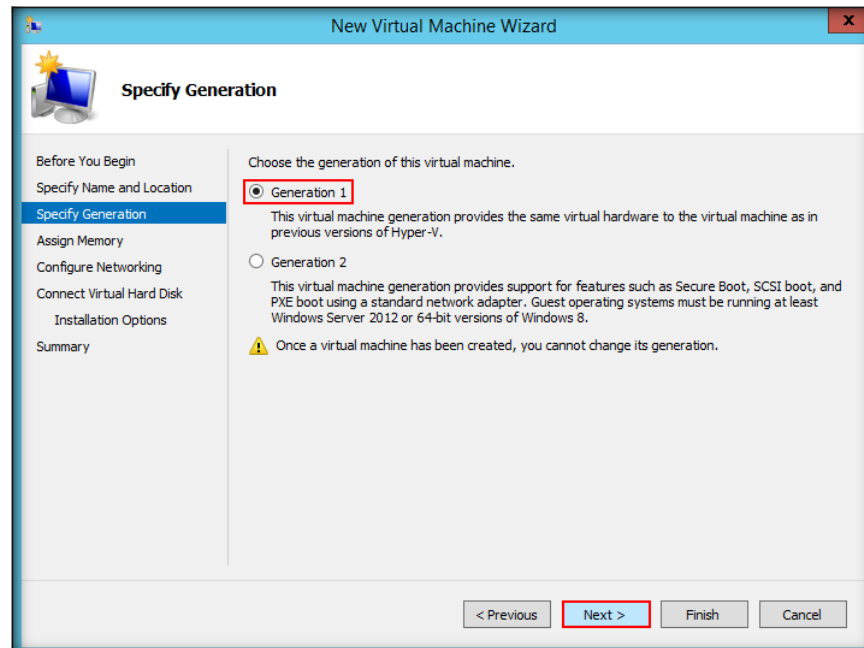 New Virtual Machine Wizard
x
Specify Generation
Before You Begin
Specify Name and Location
Specify Generation
Assign Memory
Configure Networking
Connect Virtual Hard Disk
Installation Options
Summary
Choose the generation of this virtual machine.
Generation 1
This virtual machine generation provides the same virtual hardware to the virtual machine as in
previous versions of Hyper-V.
Generation 2
This virtual machine generation provides support for features such as Secure Boot, SCSI boot, and
PXE boot using a standard network adapter. Guest operating systems must be running at least
Windows Server 2012 or 64-bit versions of Windows 8.
Once a virtual machine has been created, you cannot change its generation.
< Previous
Next >
Finish
Cancel